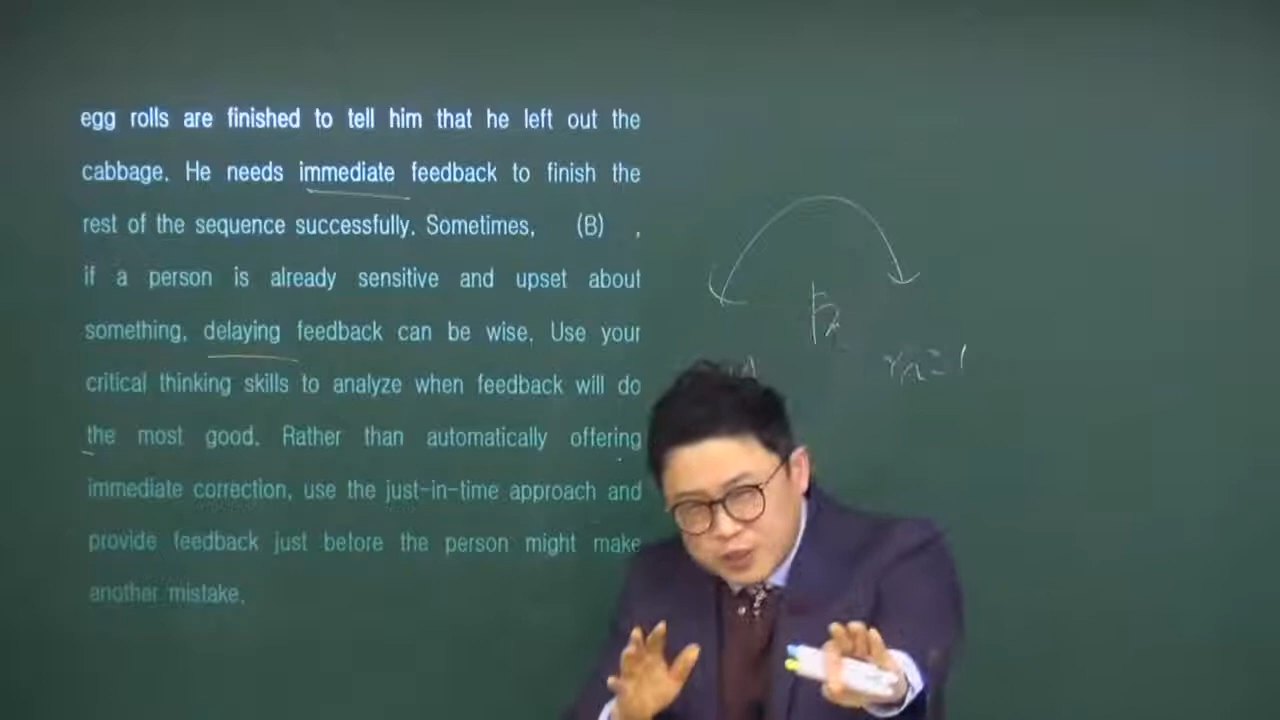 egg rolls are finished to tell him that he left out the
cabbage. He needs immediate feedback to finish the
rest of the sequence successfully. Sometimes, (B) ,
if a person is already sensitive and upset about
something, delaying feedback can be wise. Use your
critical thinking skills to analyze when feedback will do
the most good. Rather than automatically offering
immediate correction, use the just-in-time approach and
provide feedback just before the person might make
another mistake.